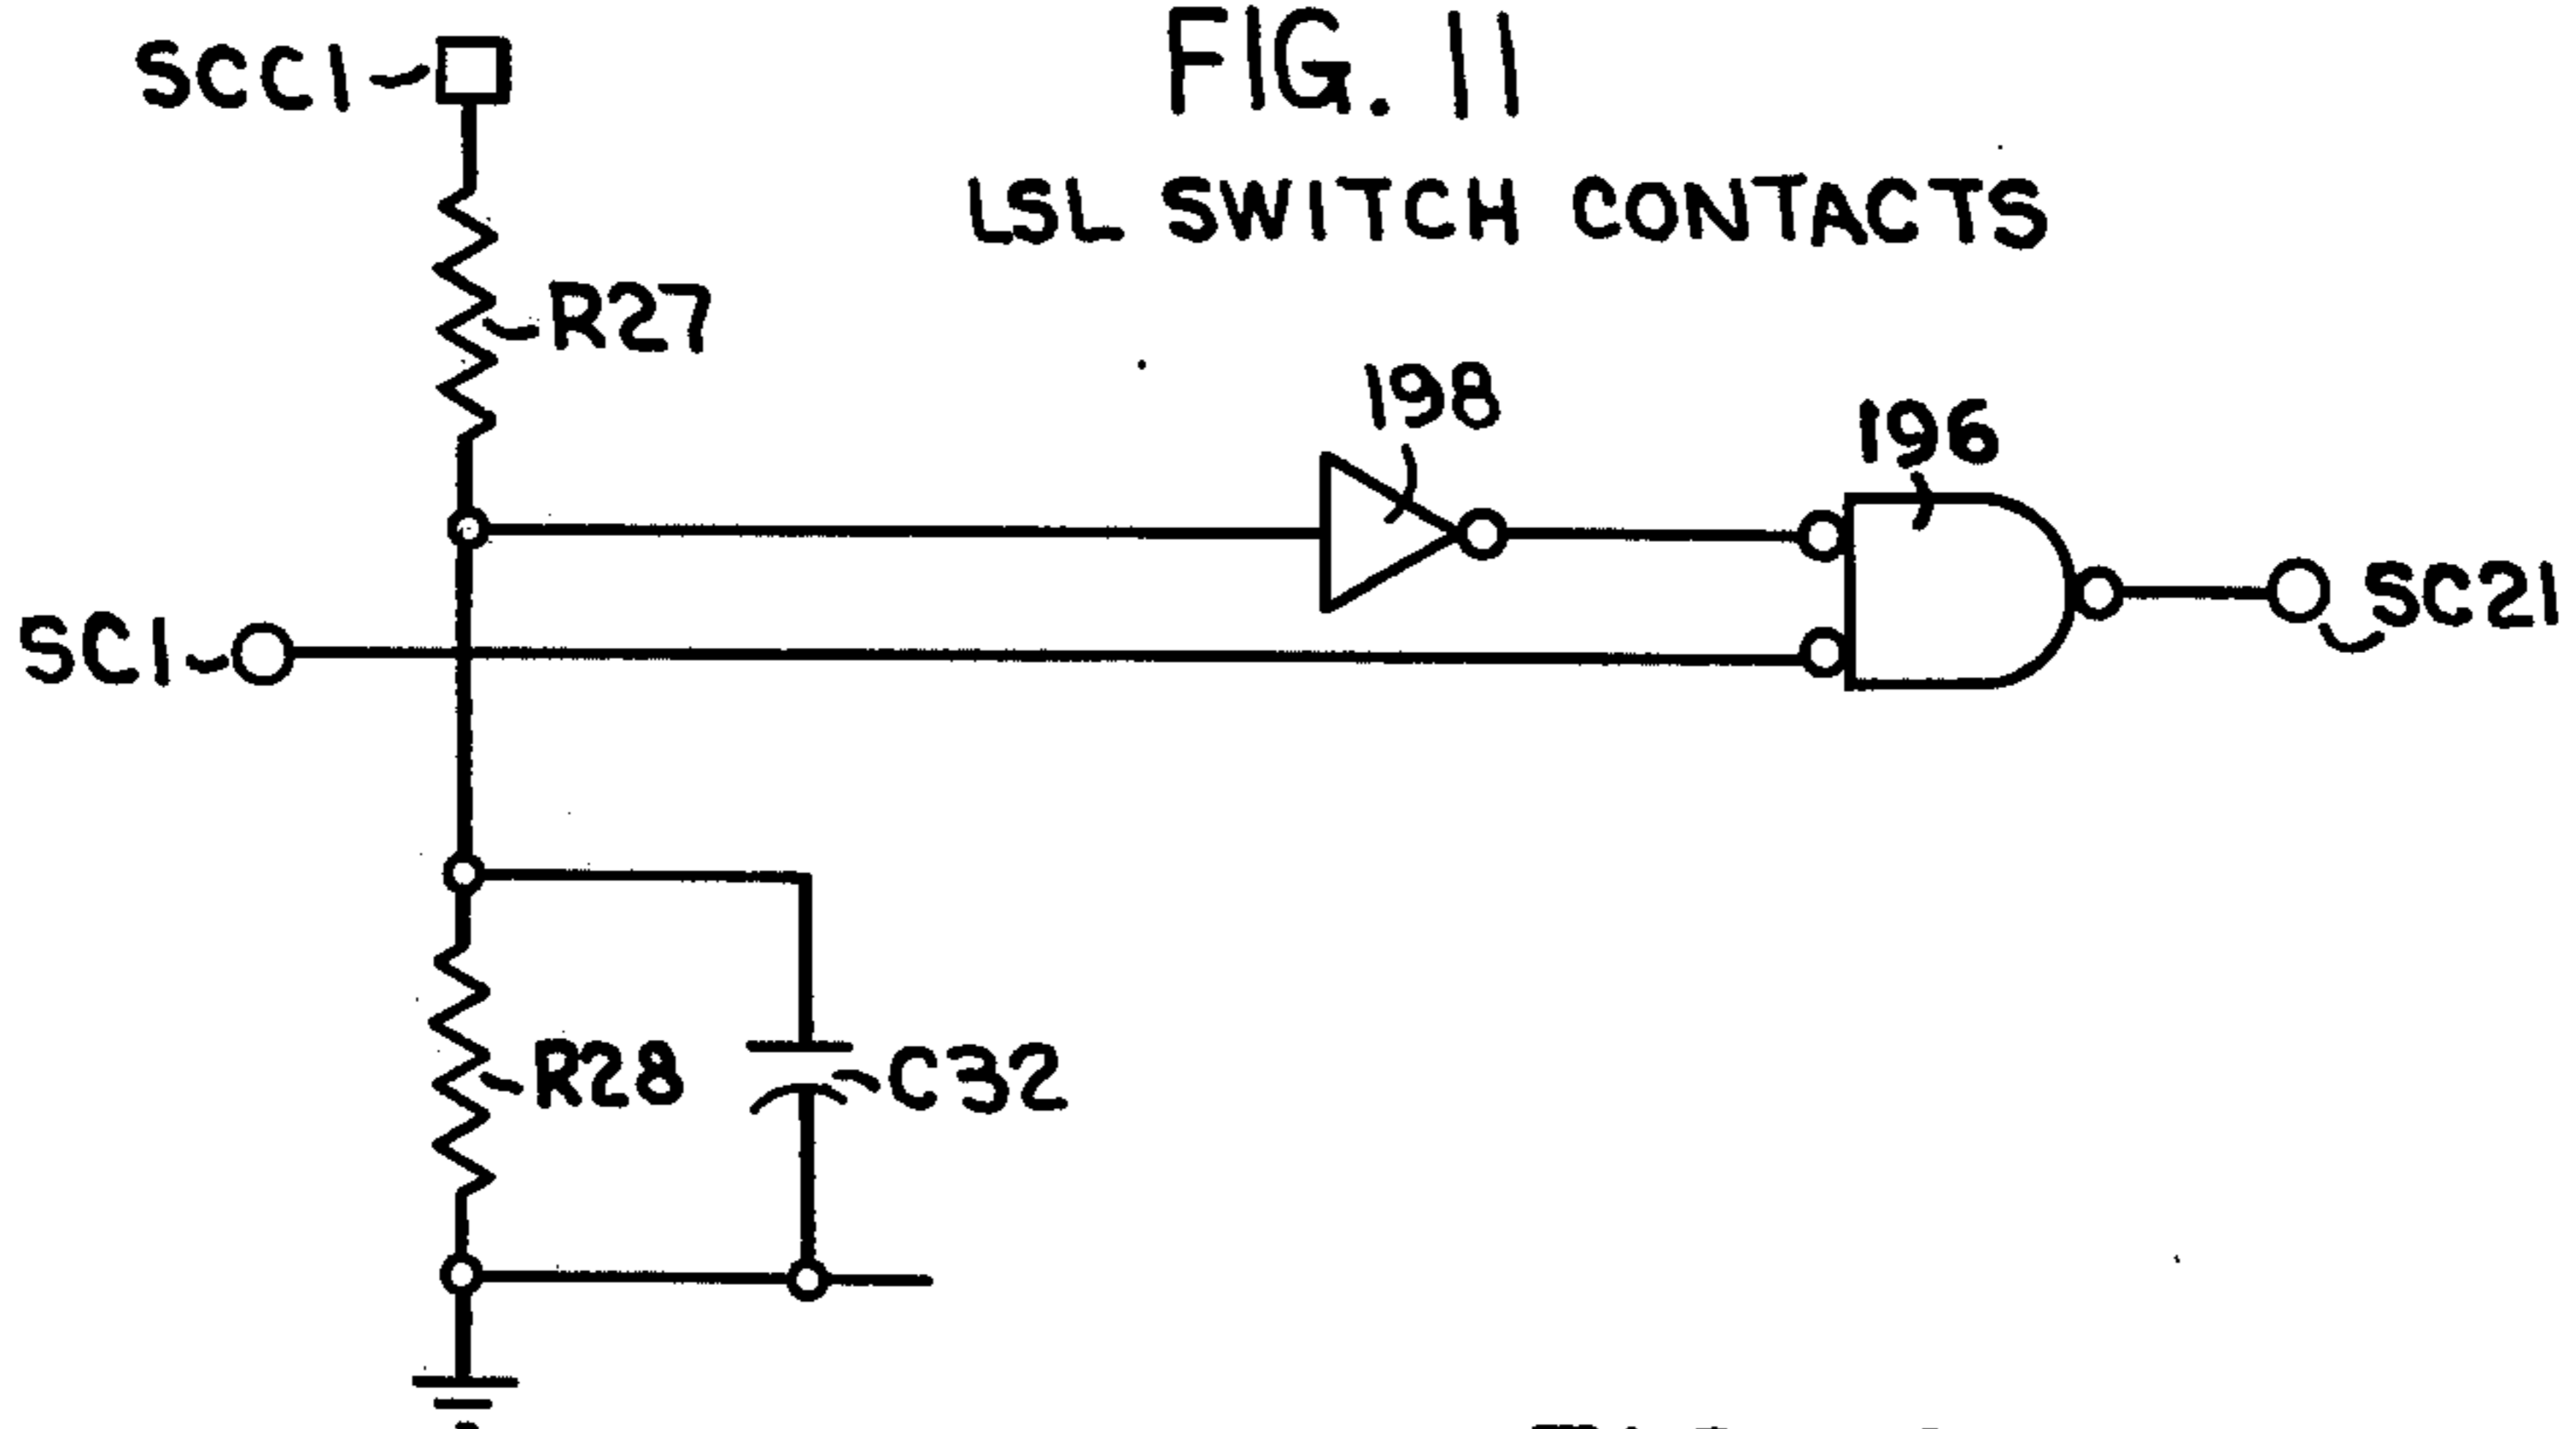 FIG. 11
LSL SWITCH CONTACTS
SCC1
R27
198
196
SC1
SC21
R28
C32